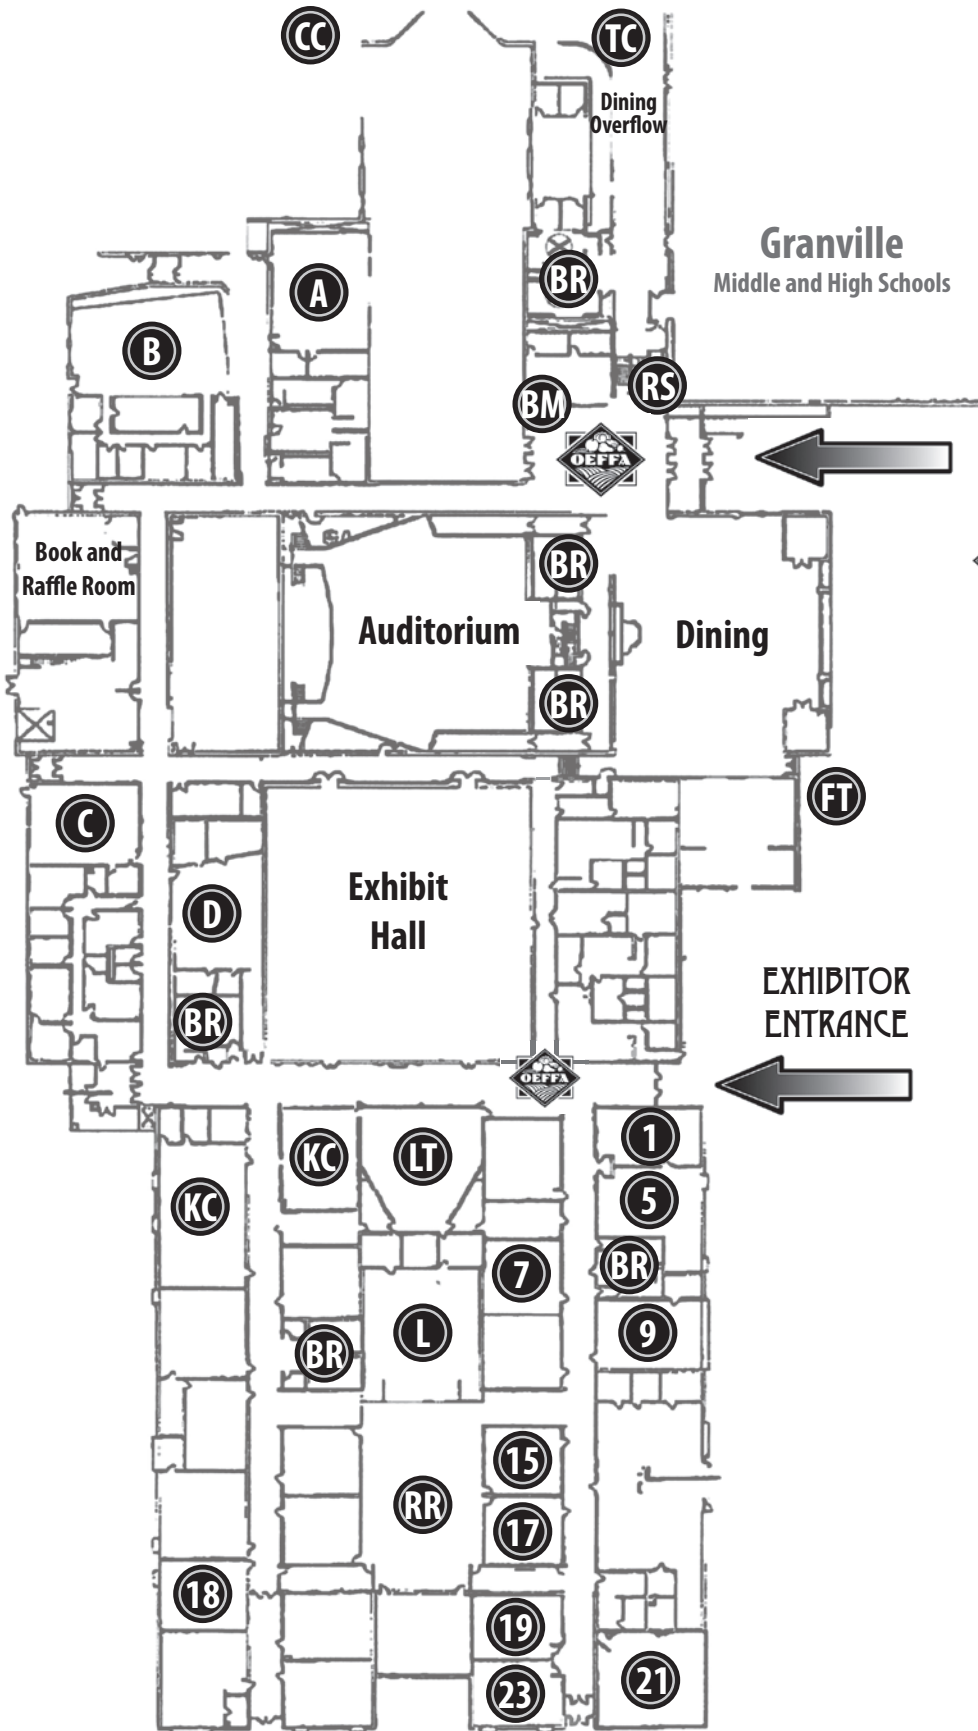 CC
TC
Dining
Overflow
Granville
Middle and High Schools
A
BR
B
RS
BM
OEFFA
Book and
Raffle Room
BR
Auditorium
Dining
BR
C
FT
Exhibit
Hall
D
BR
EXHIBITOR
ENTRANCE
OEFFA
1
KC
LT
5
KC
BR
7
L
9
BR
15
RR
17
18
19
21
23